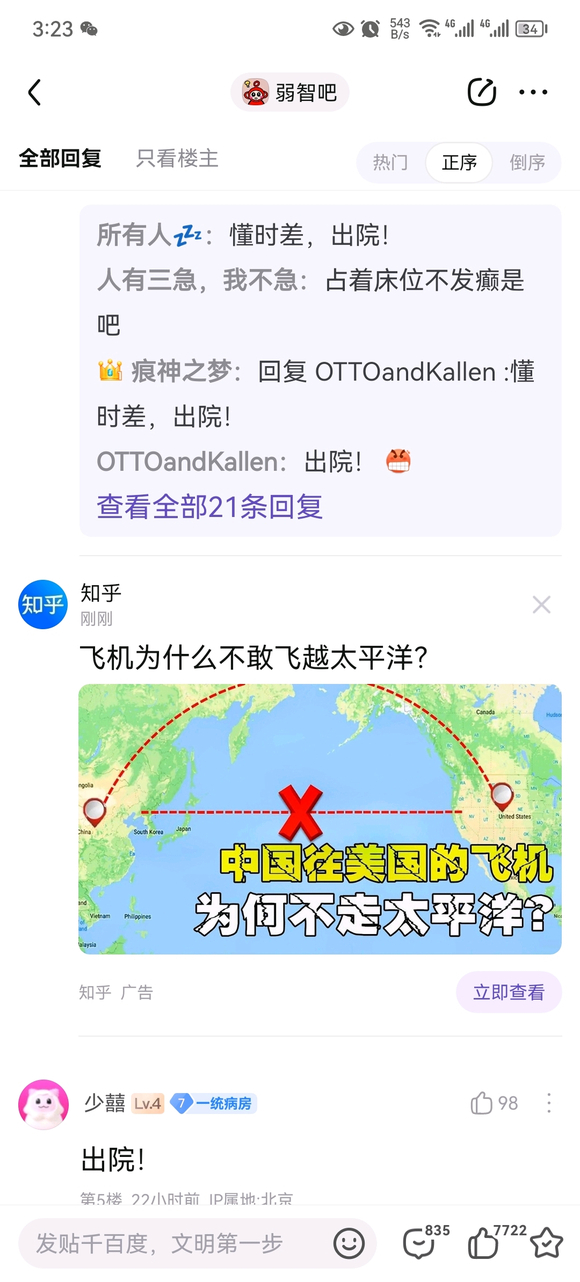 3:23
543 B/s 4G 4G 34
弱智吧
全部回复 只看楼主 热门 正序 倒序
所有人💤：懂时差，出院！
人有三急，我不急：占着床位不发癫是
吧
痕神之梦：回复 OTTOandKallen :懂
时差，出院！
OTTOandKallen：出院！
查看全部21条回复
知乎
知乎
刚刚
飞机为什么不敢飞越太平洋？
Canada
Hudso
ngolia
China
South Korea
Japan
United States
nd
Vietnam
Philippines
alaysia
中国往美国的飞机
为何不走太平洋?
知乎 广告 立即查看
少囍 Lv.4 7 一统病房 98
出院！
第5楼 22小时前 IP属地:北京
发贴千百度，文明第一步 835 7722